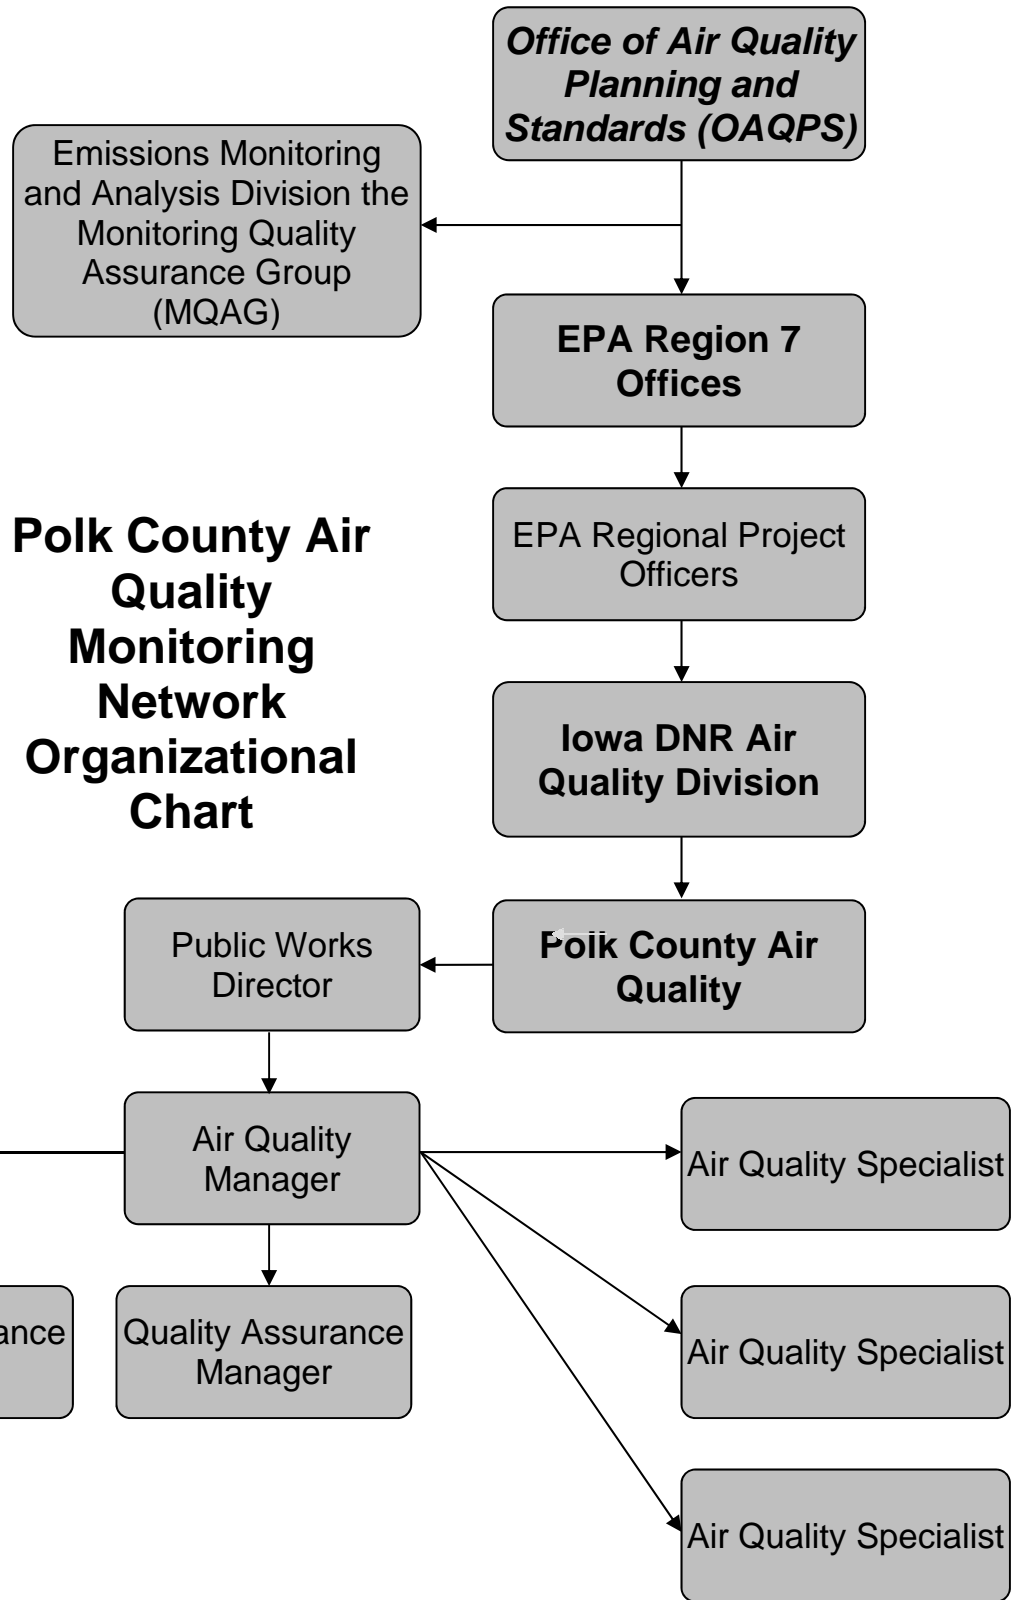 Office of Air Quality
Planning and
Standards (OAQPS)
Emissions Monitoring
and Analysis Division the
Monitoring Quality
Assurance Group
(MQAG)
EPA Region 7
Offices
EPA Regional Project
Officers
Polk County Air
Quality
Monitoring
Network
Organizational
Chart
Iowa DNR Air
Quality Division
Public Works
Director
Polk County Air
Quality
Air Quality
Manager
Air Quality Specialist
ance
Quality Assurance
Manager
Air Quality Specialist
Air Quality Specialist